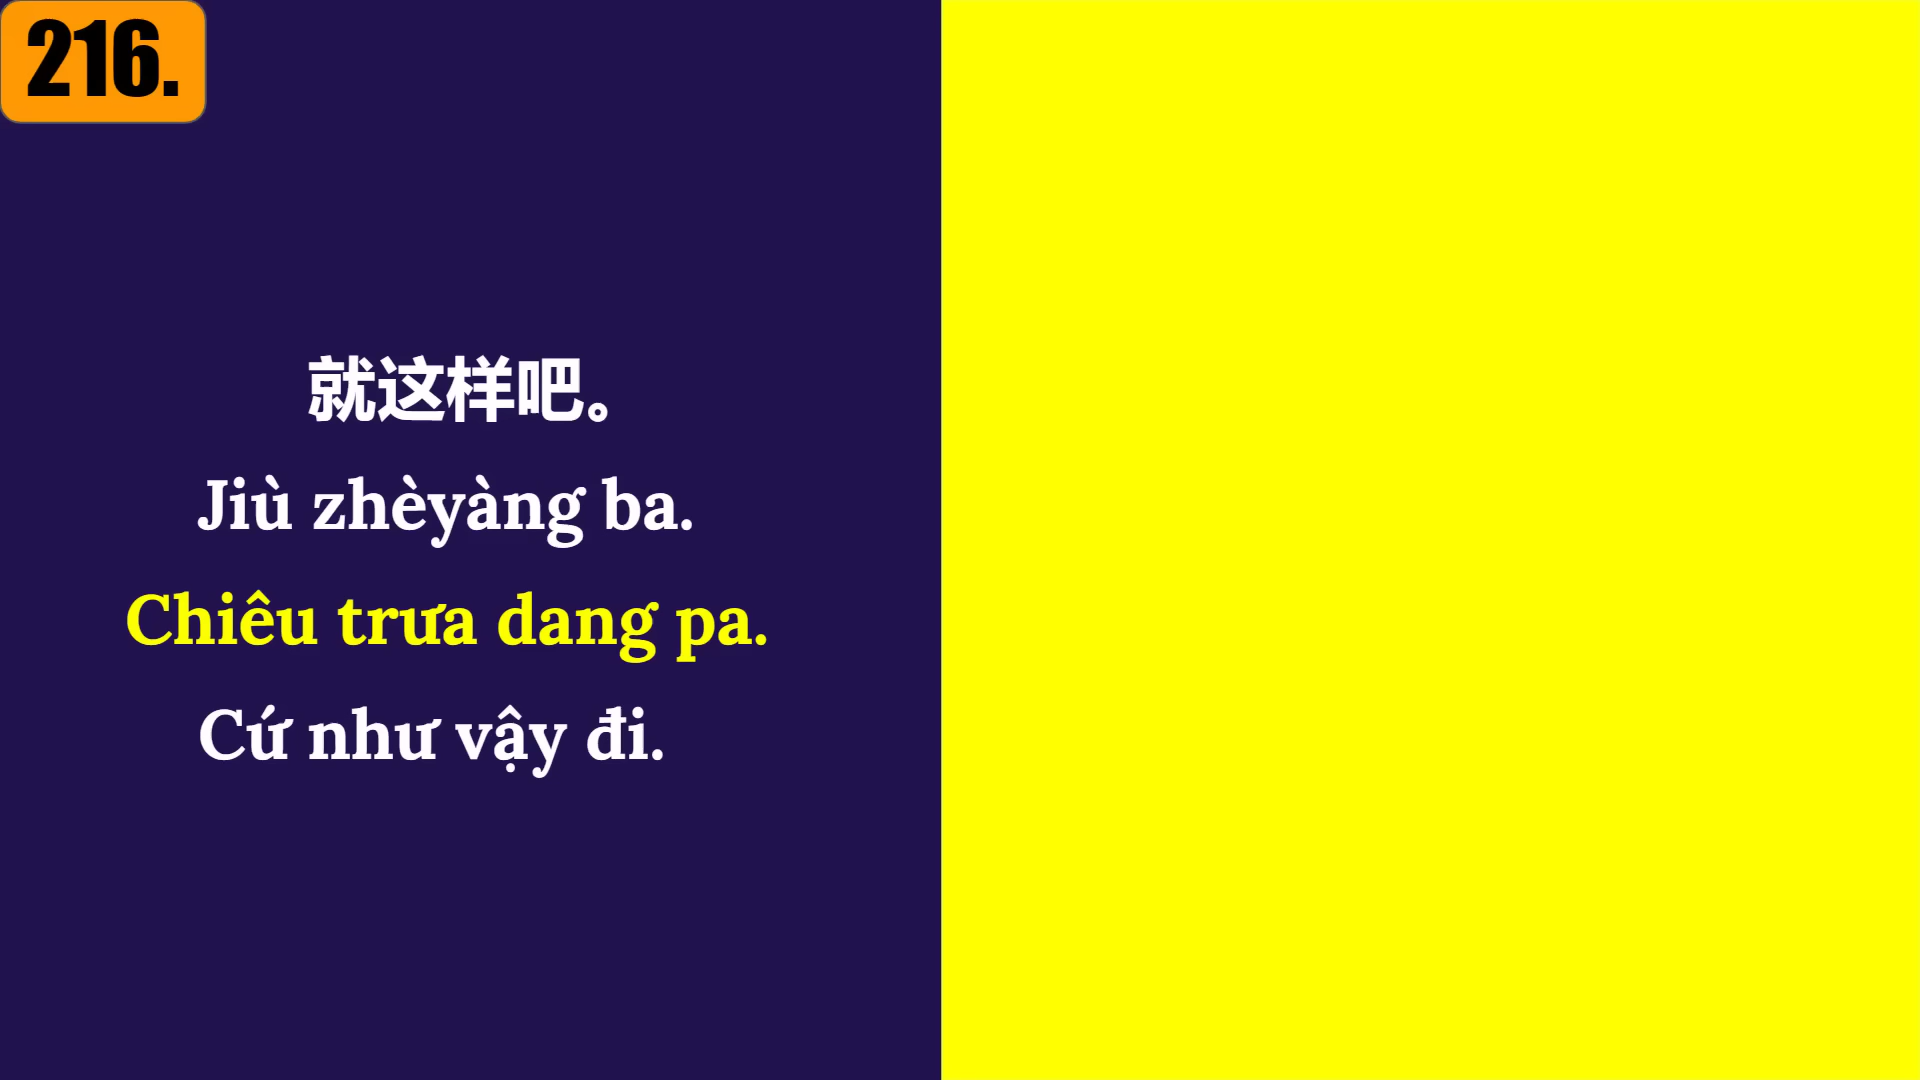 216.
就这样吧。
Jiù zhèyàng ba.
Chiêu trưa dang pa.
Cứ như vậy đi.